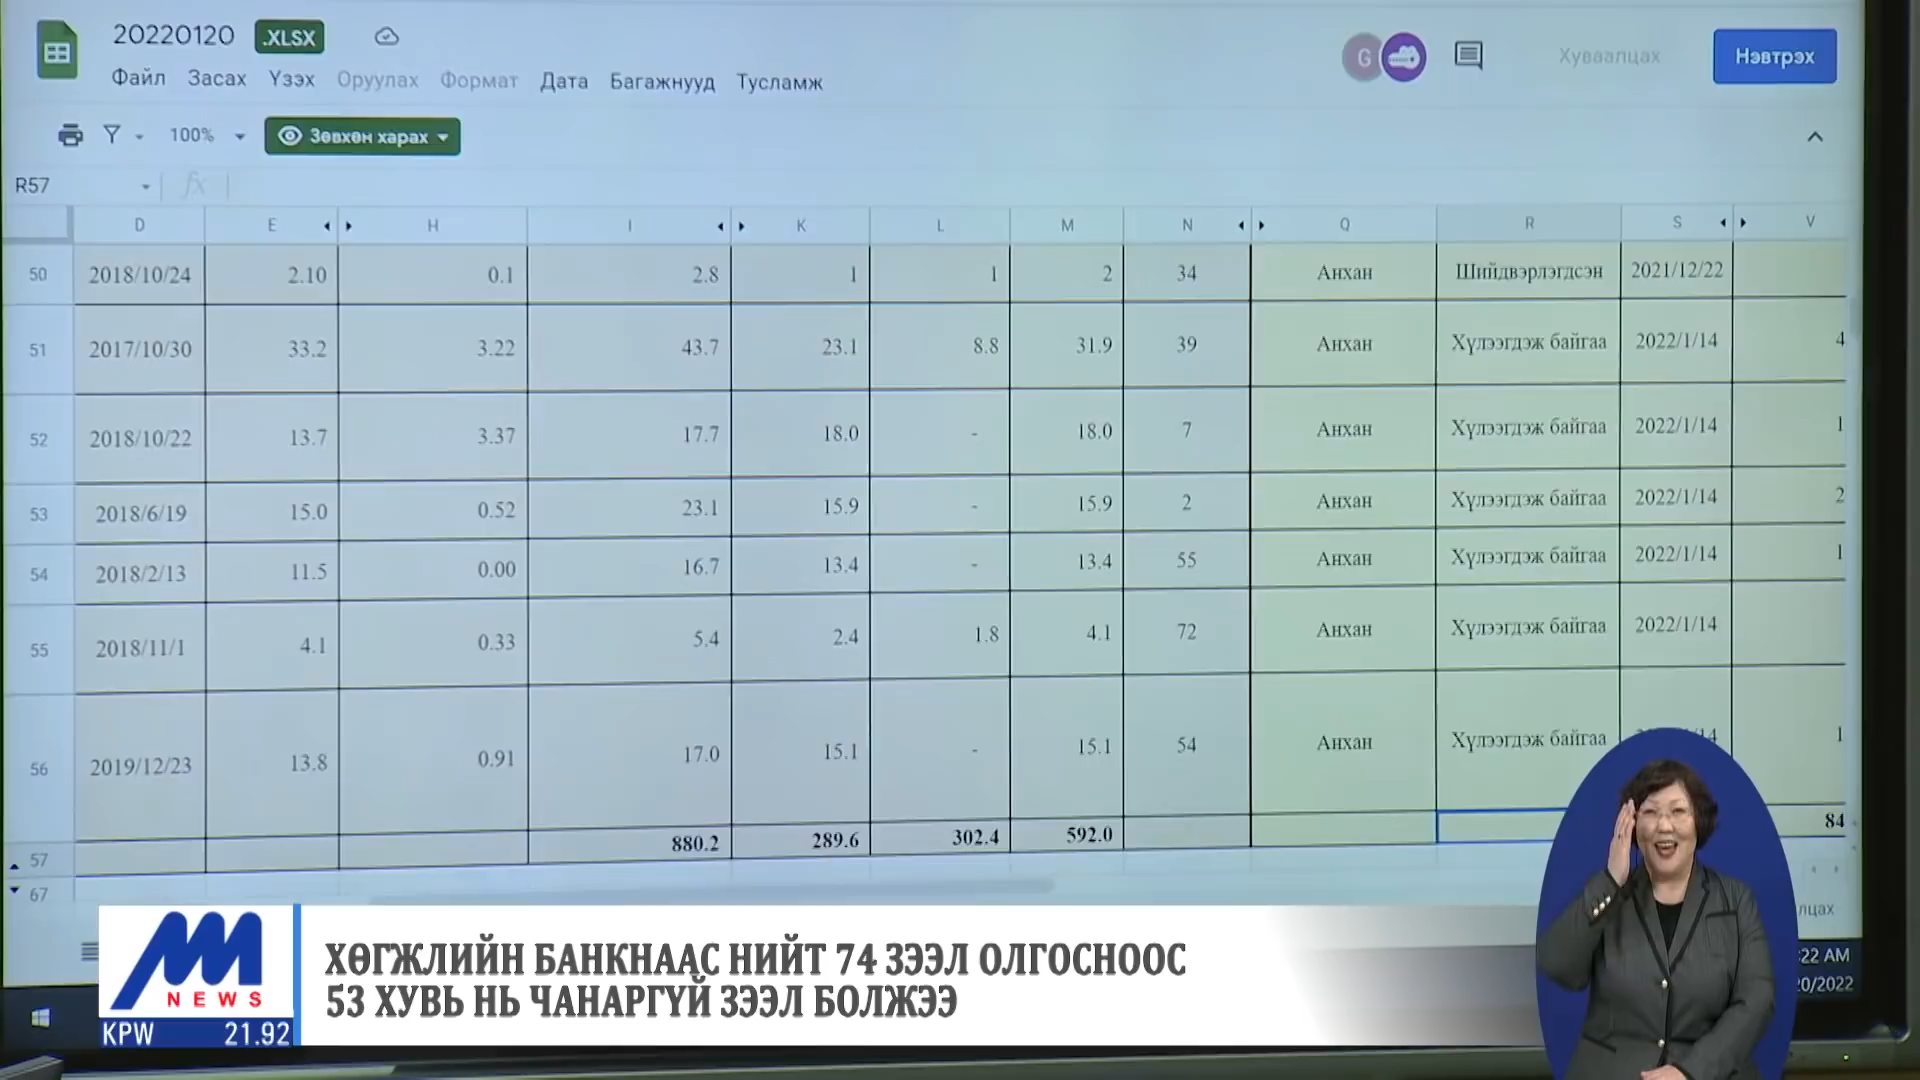 20220120 .XLSX
G Хуваалцах Нэвтрэх
Файл Засах Үзэх Оруулах Формат Дата Багажнууд Тусламж
100% Зөвхөн харах
R57 fx
D E H I K L M N Q R S V
50 2018/10/24 2.10 0.1 2.8 1 1 2 34 Анхан Шийдвэрлэгдсэн 2021/12/22
51 2017/10/30 33.2 3.22 43.7 23.1 8.8 31.9 39 Анхан Хүлээгдэж байгаа 2022/1/14 4
52 2018/10/22 13.7 3.37 17.7 18.0 - 18.0 7 Анхан Хүлээгдэж байгаа 2022/1/14 1
53 2018/6/19 15.0 0.52 23.1 15.9 - 15.9 2 Анхан Хүлээгдэж байгаа 2022/1/14 2
54 2018/2/13 11.5 0.00 16.7 13.4 - 13.4 55 Анхан Хүлээгдэж байгаа 2022/1/14 1
55 2018/11/1 4.1 0.33 5.4 2.4 1.8 4.1 72 Анхан Хүлээгдэж байгаа 2022/1/14
56 2019/12/23 13.8 0.91 17.0 15.1 - 15.1 54 Анхан Хүлээгдэж байгаа 1
57 880.2 289.6 302.4 592.0 84
67
ХӨГЖЛИЙН БАНКНААС НИЙТ 74 ЗЭЭЛ ОЛГОСНООС
53 ХУВЬ НЬ ЧАНАРГҮЙ ЗЭЭЛ БОЛЖЭЭ
NEWS
KPW 21.92
:22 AM
20/2022